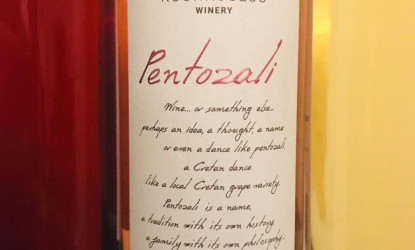 WINERY
Pentozali
Wine... or something else...
perhaps an idea, a thought, a name
or even a dance like pentozali,
a Cretan dance
like a local Cretan grape variety.
Pentozali is a name,
a tradition with its own history,
a family with its own philosophy.